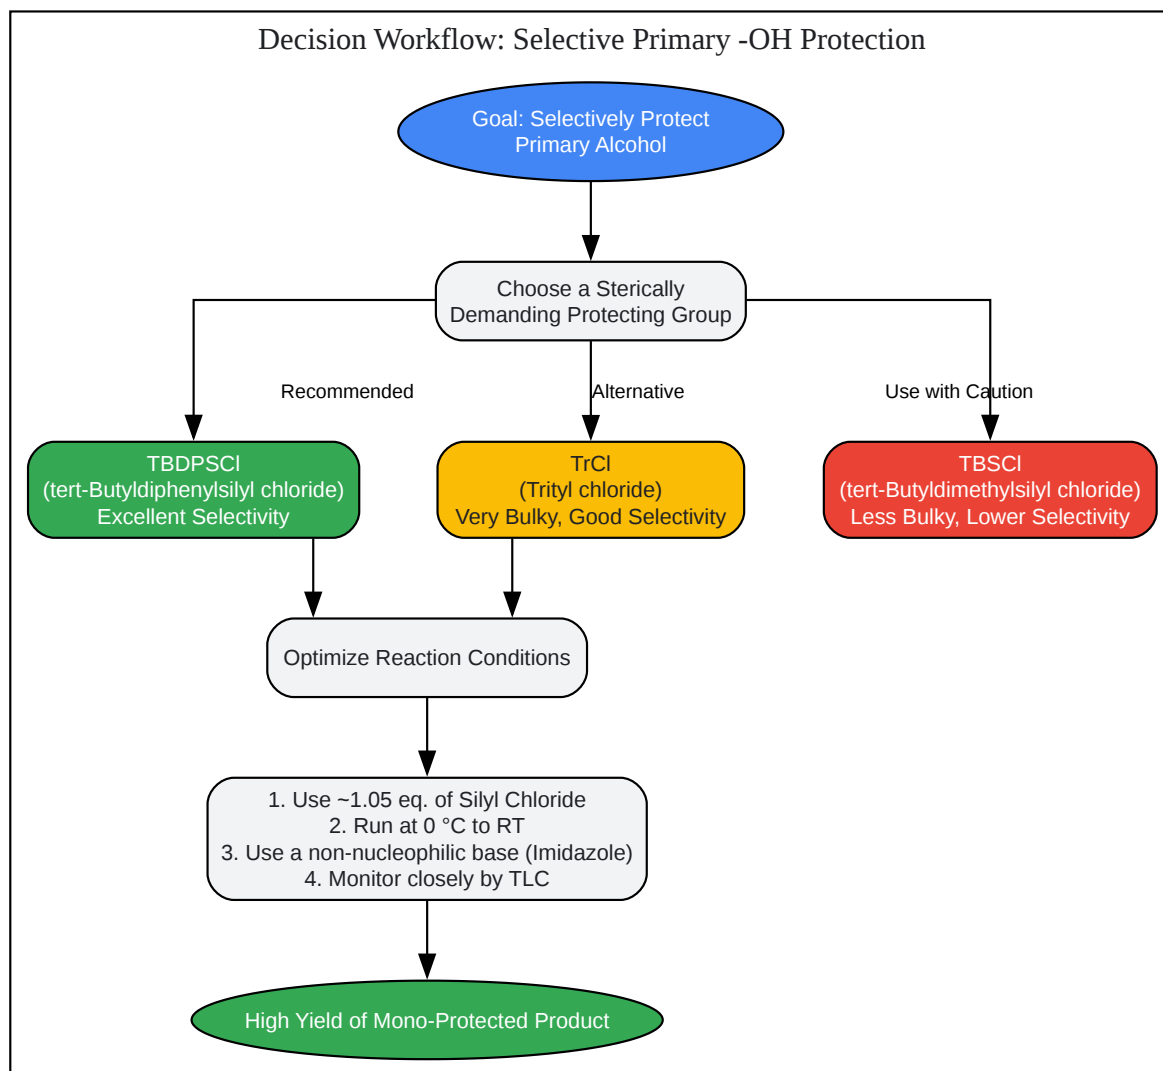 Decision Workflow: Selective Primary -OH Protection
Goal: Selectively Protect
Primary Alcohol
Choose a Sterically
Demanding Protecting Group
Recommended
Alternative
Use with Caution
TBDPSCl
(tert-Butyldiphenylsilyl chloride)
Excellent Selectivity
TrCl
(Trityl chloride)
Very Bulky, Good Selectivity
TBSCl
(tert-Butyldimethylsilyl chloride)
Less Bulky, Lower Selectivity
Optimize Reaction Conditions
1. Use ~1.05 eq. of Silyl Chloride
2. Run at 0 °C to RT
3. Use a non-nucleophilic base (Imidazole)
4. Monitor closely by TLC
High Yield of Mono-Protected Product